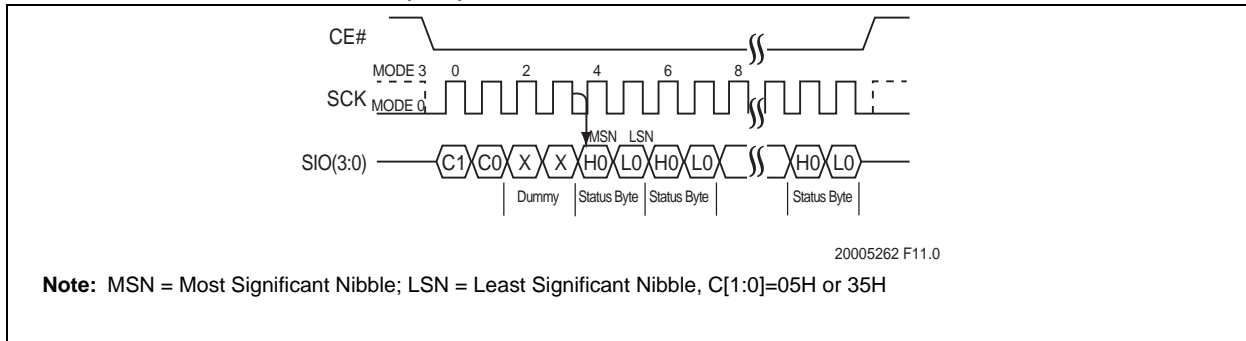 CE#
MODE 3 0 2 4 6 8
SCK MODE 0
MSN LSN
SIO(3:0) C1 C0 X X H0 L0 H0 L0 H0 L0
Dummy Status Byte Status Byte Status Byte
20005262 F11.0
Note: MSN = Most Significant Nibble; LSN = Least Significant Nibble, C[1:0]=05H or 35H